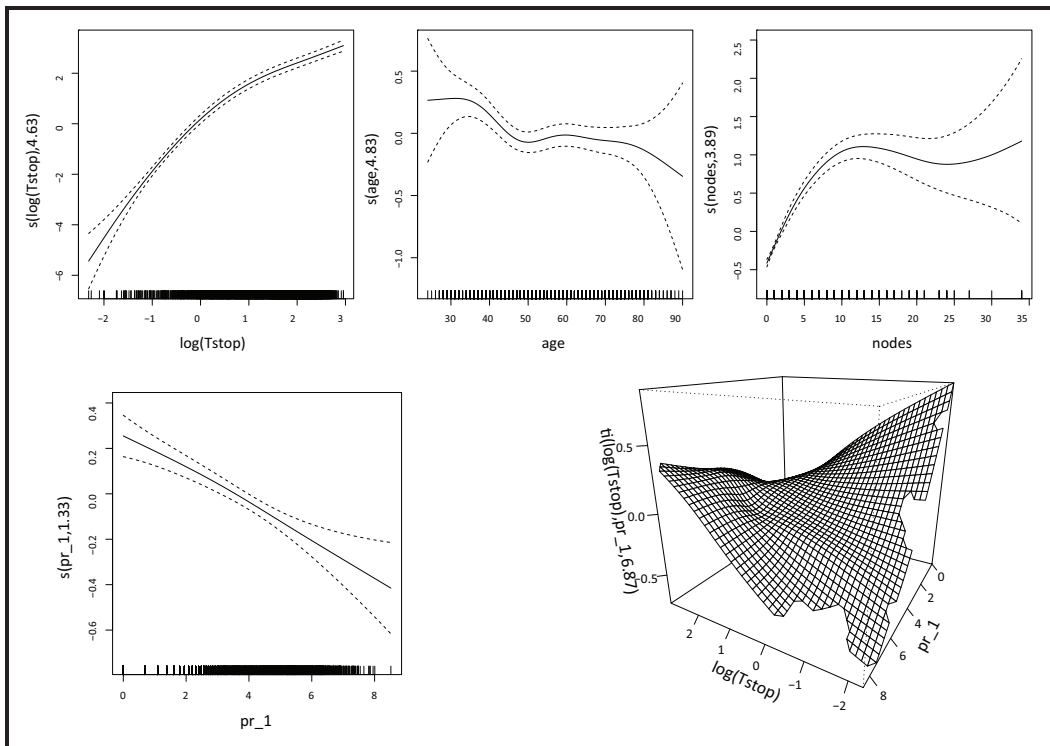 s(log(Tstop),4.63)
2
0
−2
−4
−6
−2 −1 0 1 2 3
log(Tstop)
s(age,4.83)
0.5
0.0
−0.5
−1.0
30 40 50 60 70 80 90
age
s(nodes,3.89)
2.5
2.0
1.5
1.0
0.5
0.0
−0.5
0 5 10 15 20 25 30 35
nodes
s(pr_1,1.33)
0.4
0.2
0.0
−0.2
−0.4
−0.6
0 2 4 6 8
pr_1
ti(log(Tstop),pr_1,6.87)
0.5
0.0
−0.5
2 1 0 −1 −2
log(Tstop)
0 2 4 6 8
pr_1